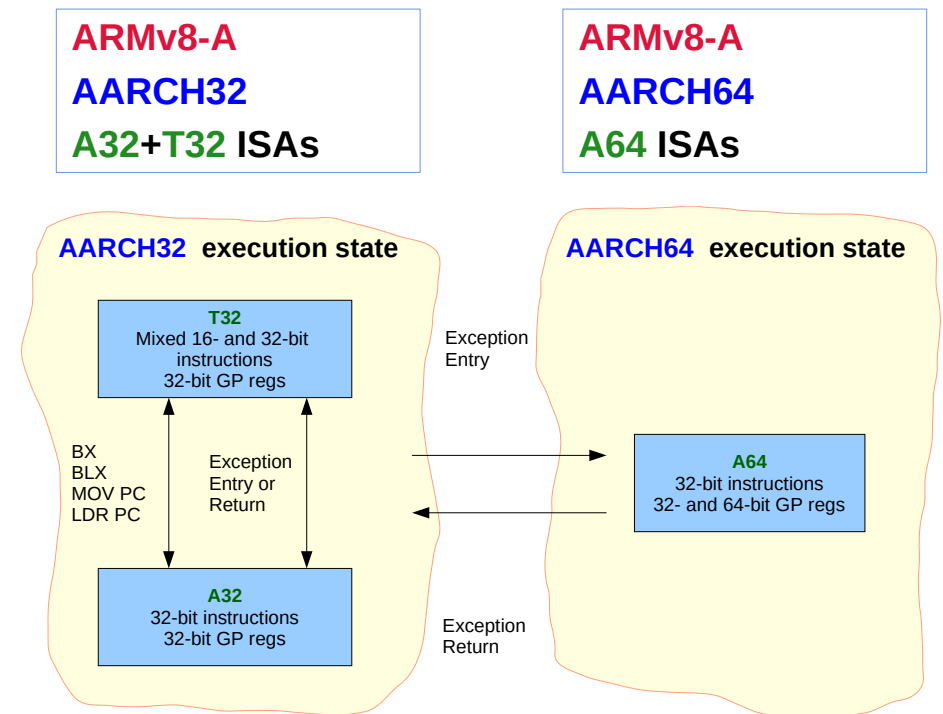 ARMv8-A
AARCH32
A32+T32 ISAs
ARMv8-A
AARCH64
A64 ISAs
AARCH32 execution state
T32
Mixed 16- and 32-bit
instructions
32-bit GP regs
BX
BLX
MOV PC
LDR PC
Exception
Entry or
Return
A32
32-bit instructions
32-bit GP regs
Exception
Entry
Exception
Return
AARCH64 execution state
A64
32-bit instructions
32- and 64-bit GP regs